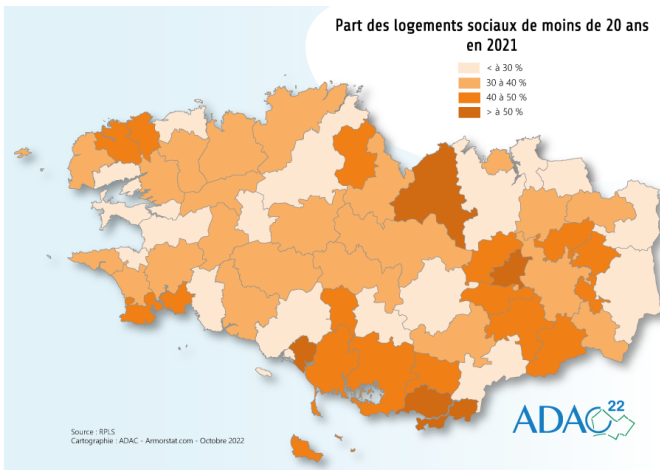 Part des logements sociaux de moins de 20 ans
en 2021
< à 30 %
30 à 40 %
40 à 50 %
> à 50 %
Source : RPLS
Cartographie : ADAC - Armorstat.com - Octobre 2022
ADAC 22